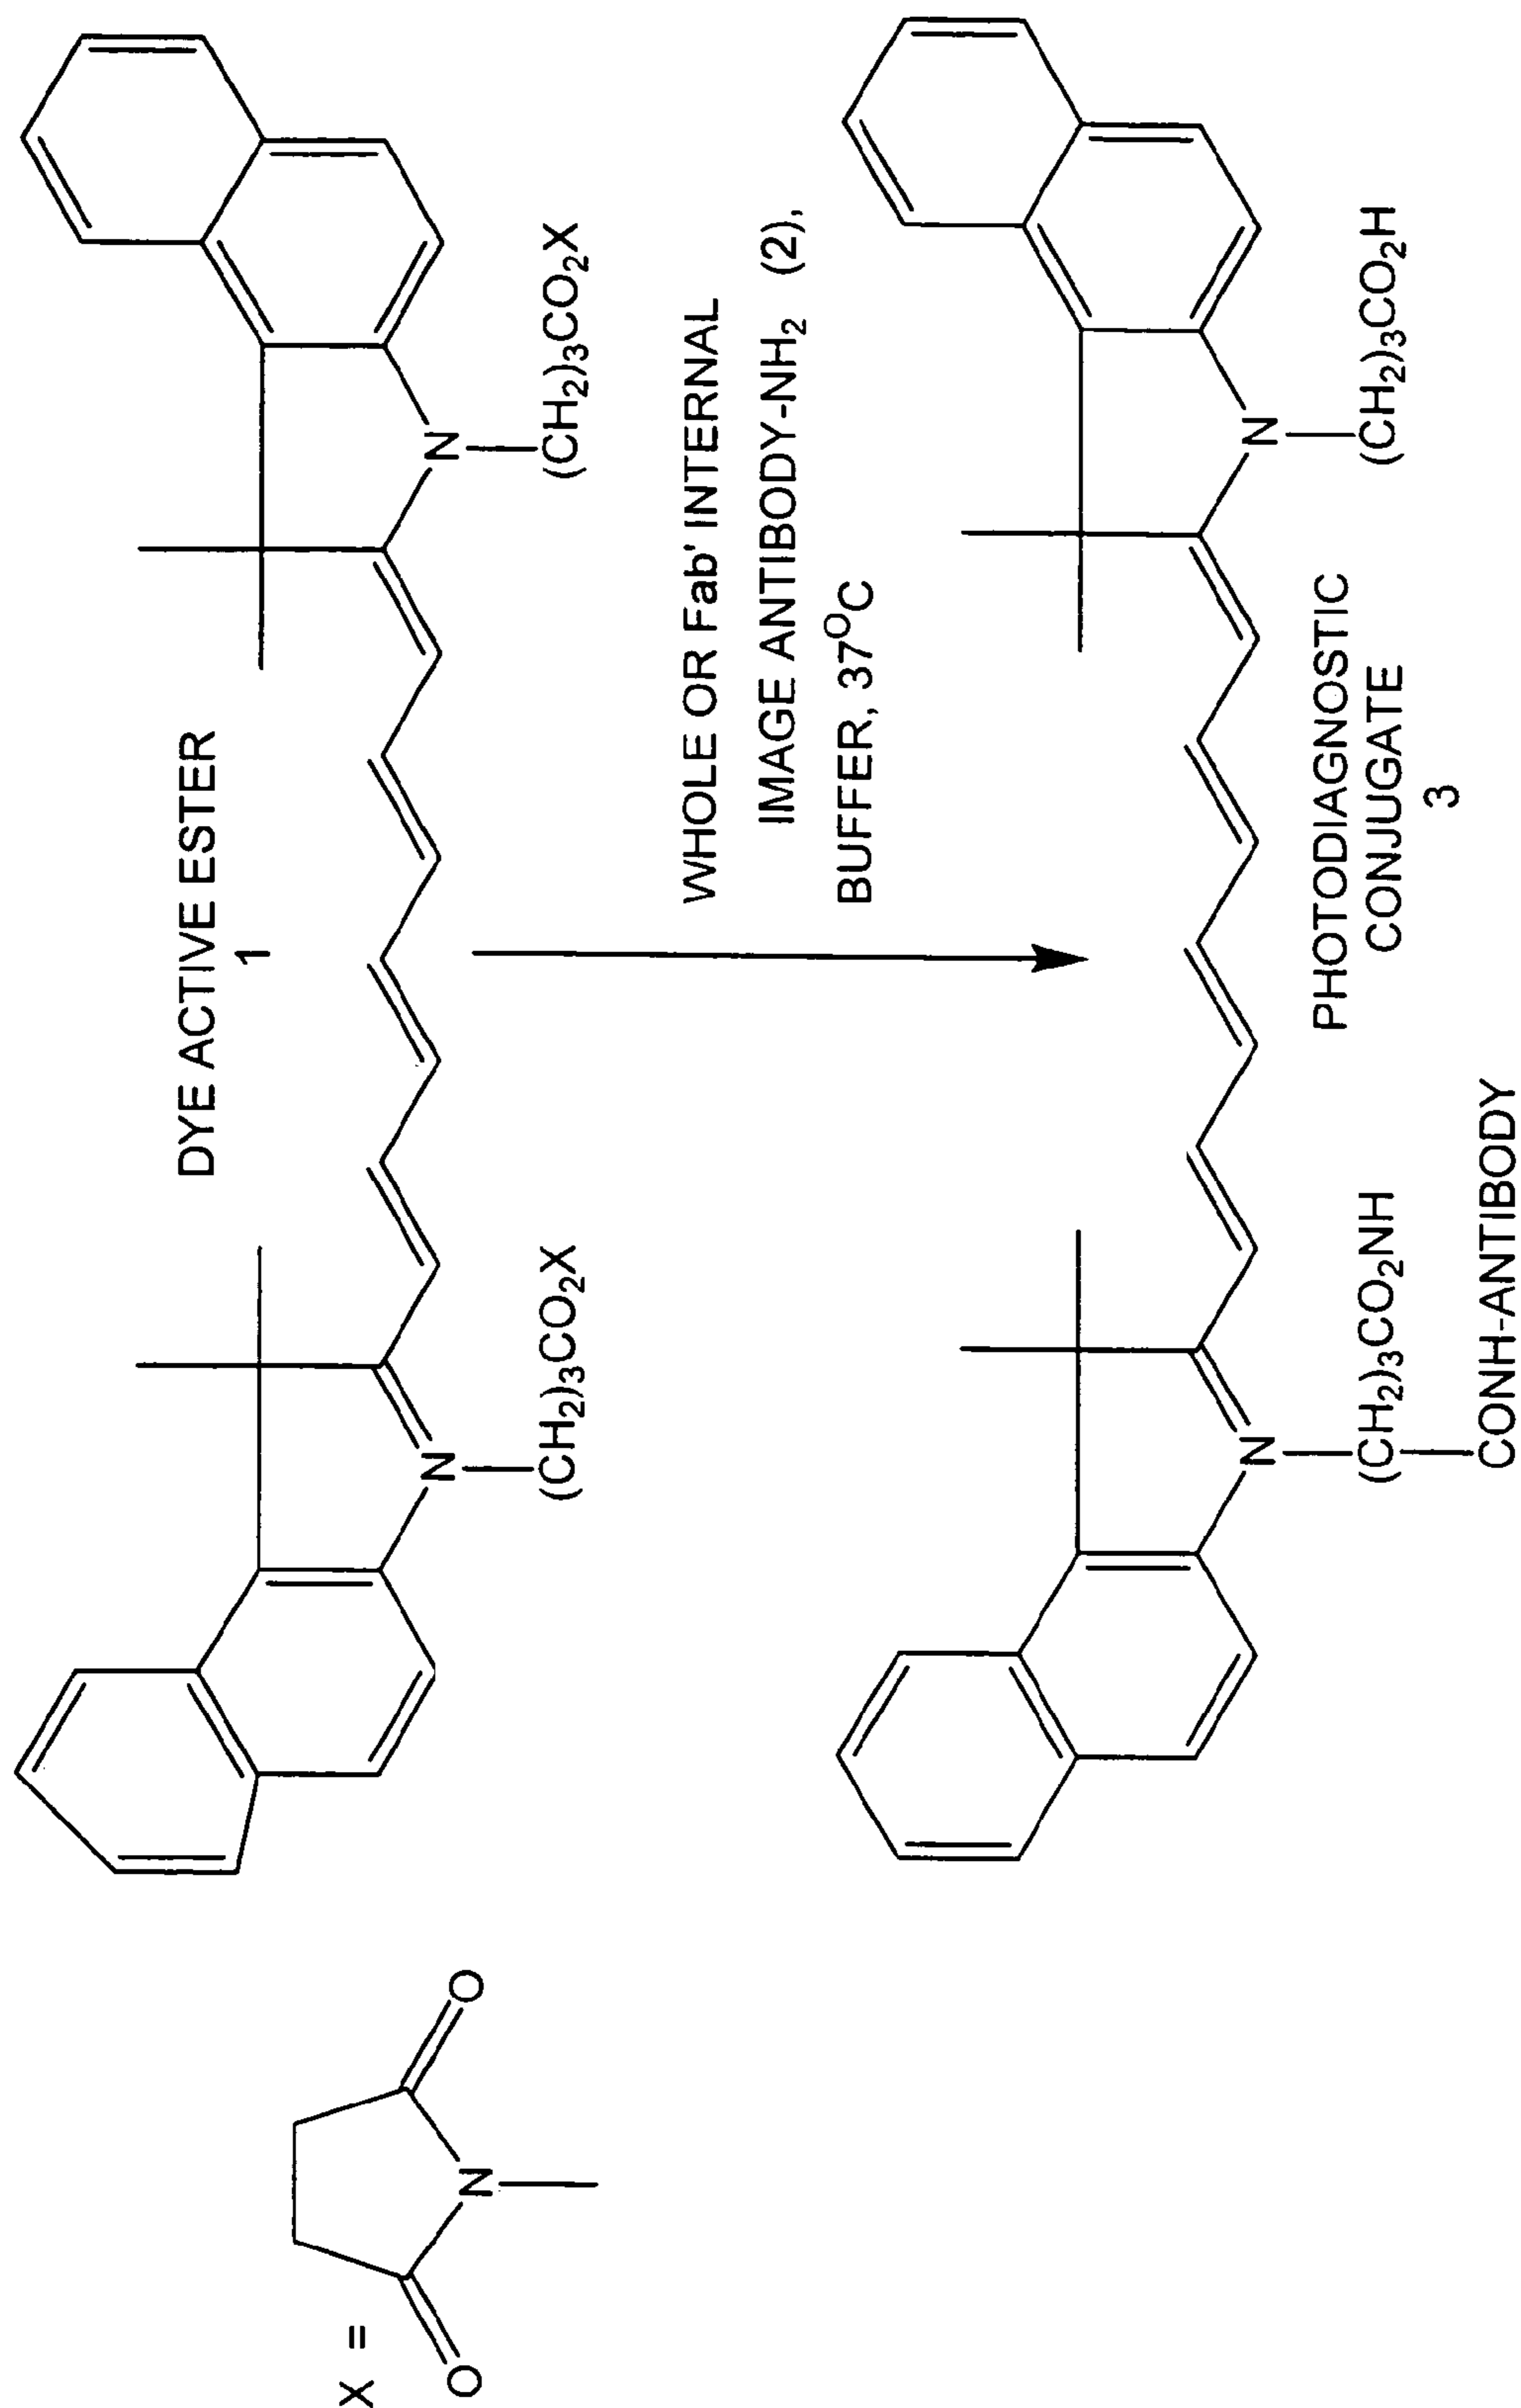 X =
O
N
O
DYE ACTIVE ESTER
1
N
(CH2)3CO2X
N
(CH2)3CO2X
WHOLE OR Fab' INTERNAL
IMAGE ANTIBODY-NH2 (2),
BUFFER, 37°C
N
(CH2)3CO2NH
CONH-ANTIBODY
N
(CH2)3CO2H
PHOTODIAGNOSTIC
CONJUGATE
3